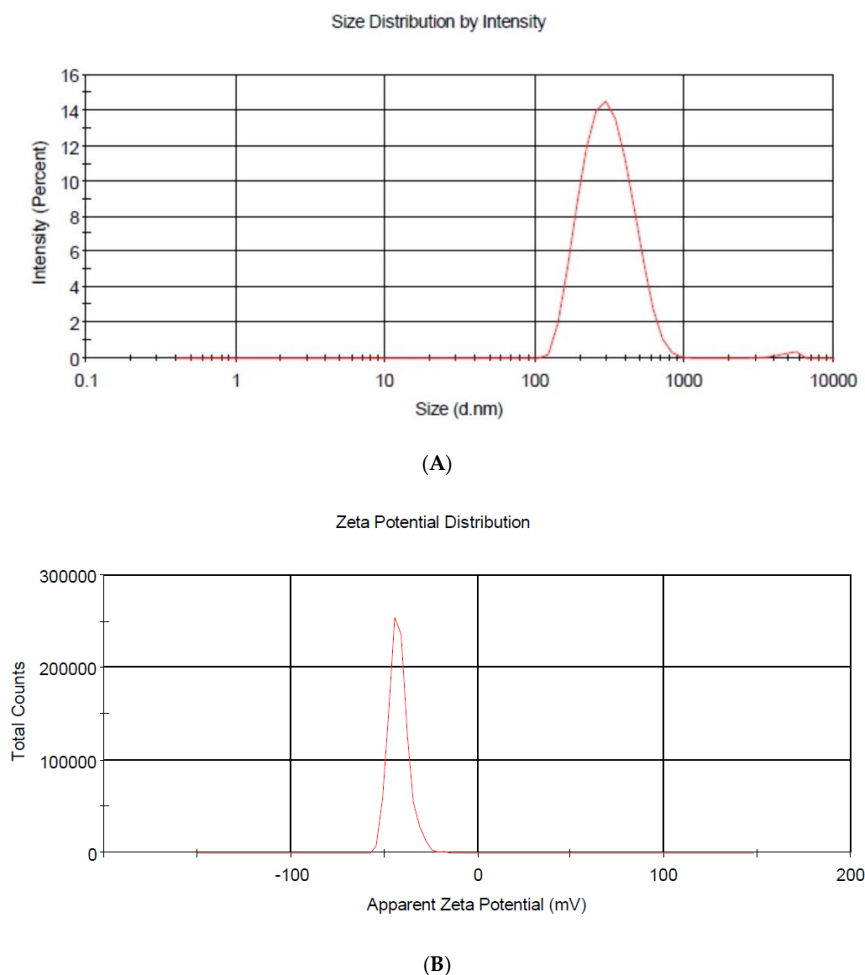 Size Distribution by Intensity
16
14
12
10
8
6
4
2
0
Intensity (Percent)
0.1 1 10 100 1000 10000
Size (d.nm)
(A)
Zeta Potential Distribution
300000
200000
100000
0
Total Counts
-100 0 100 200
Apparent Zeta Potential (mV)
(B)